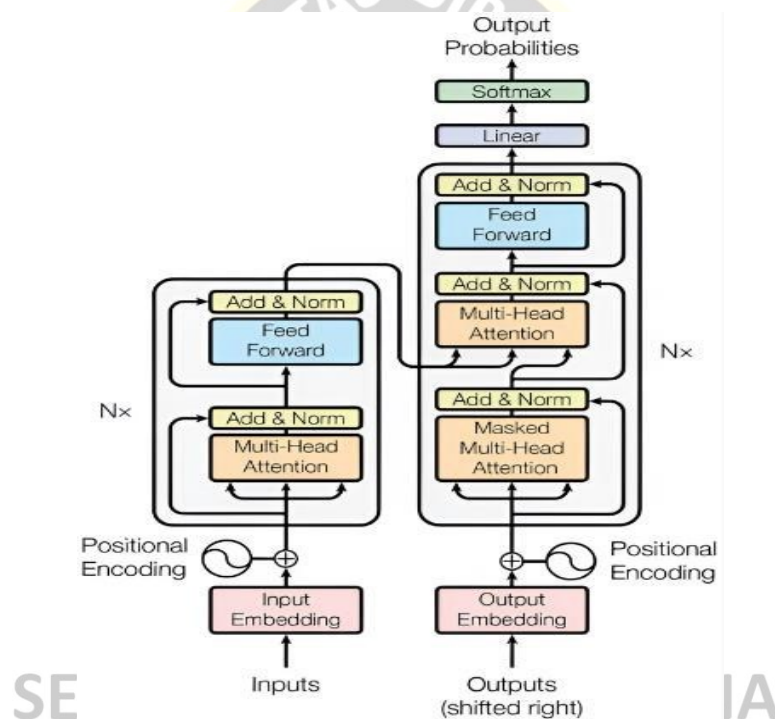 Output
Probabilities
Softmax
Linear
Add & Norm
Feed
Forward
Add & Norm
Multi-Head
Attention
Add & Norm
Masked
Multi-Head
Attention
Nx
Add & Norm
Feed
Forward
Add & Norm
Multi-Head
Attention
Nx
Positional
Encoding
Positional
Encoding
Input
Embedding
Output
Embedding
Inputs
Outputs
(shifted right)